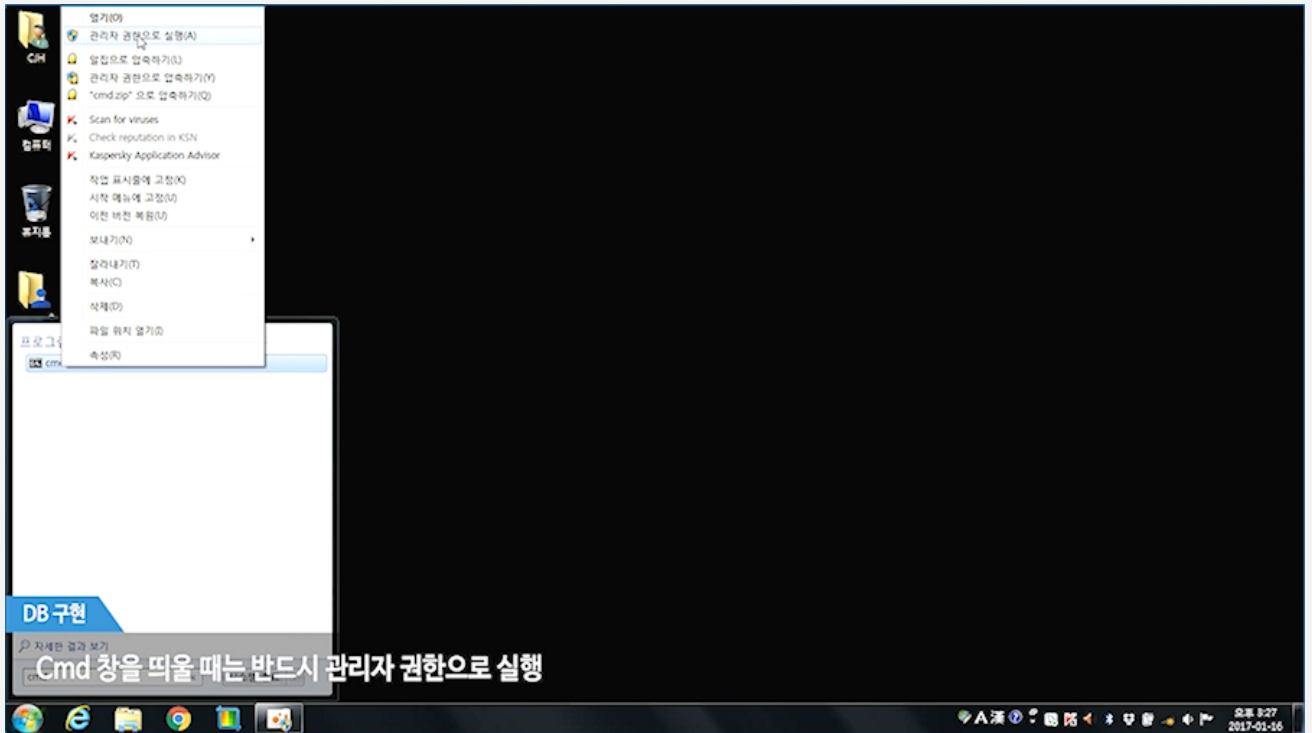 열기(O)
관리자 권한으로 실행(A)
알집으로 압축하기(L)
관리자 권한으로 압축하기(Y)
"cmd.zip" 으로 압축하기(Q)
Scan for viruses
Check reputation in KSN
Kaspersky Application Advisor
작업 표시줄에 고정(K)
시작 메뉴에 고정(U)
이전 버전 복원(U)
보내기(N)
잘라내기(T)
복사(C)
삭제(D)
파일 위치 열기(I)
속성(R)
CJH
컴퓨터
휴지통
DB 구현
자세한 결과 보기
Cmd 창을 띄울 때는 반드시 관리자 권한으로 실행
A 漢
오후 3:27
2017-01-16